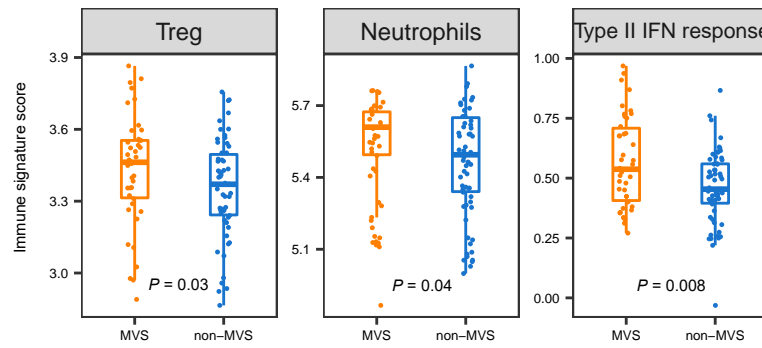 Treg
Neutrophils
Type II IFN response
Immune signature score
3.9
3.6
3.3
3.0
P = 0.03
MVS
non−MVS
5.7
5.4
5.1
P = 0.04
MVS
non−MVS
1.00
0.75
0.50
0.25
0.00
P = 0.008
MVS
non−MVS